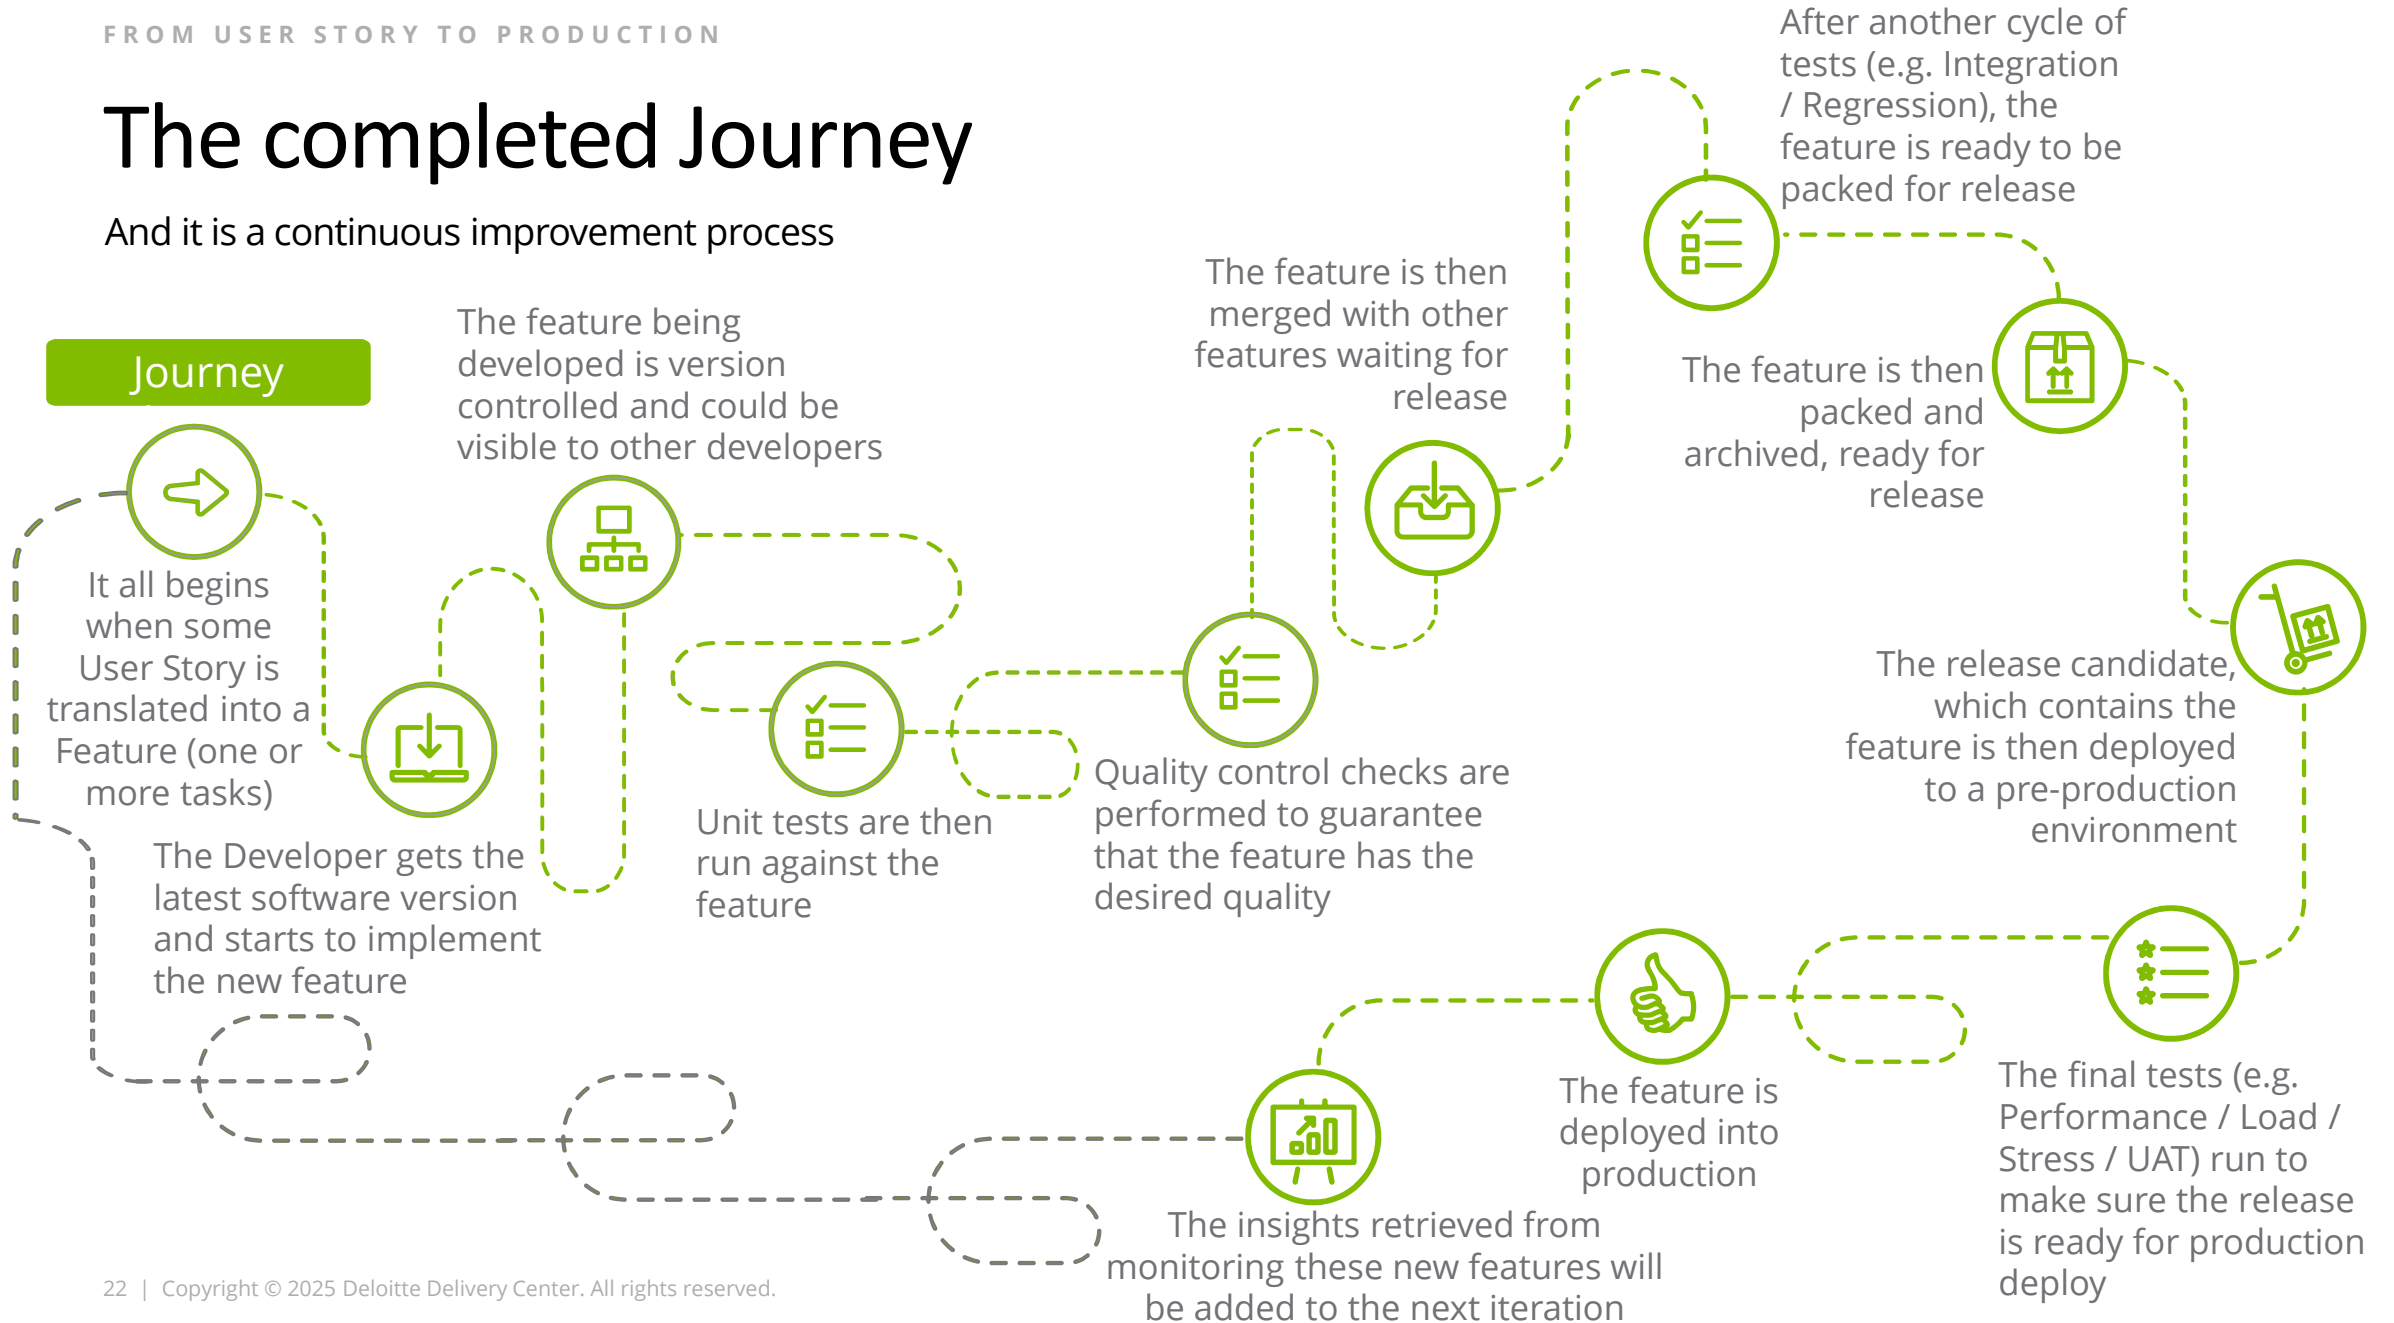 FROM USER STORY TO PRODUCTION
The completed Journey
And it is a continuous improvement process
Journey
It all begins
when some
User Story is
translated into a
Feature (one or
more tasks)
The Developer gets the
latest software version
and starts to implement
the new feature
The feature being
developed is version
controlled and could be
visible to other developers
Unit tests are then
run against the
feature
Quality control checks are
performed to guarantee
that the feature has the
desired quality
The feature is then
merged with other
features waiting for
release
After another cycle of
tests (e.g. Integration
/ Regression), the
feature is ready to be
packed for release
The feature is then
packed and
archived, ready for
release
The release candidate,
which contains the
feature is then deployed
to a pre-production
environment
The final tests (e.g.
Performance / Load /
Stress / UAT) run to
make sure the release
is ready for production
deploy
The feature is
deployed into
production
The insights retrieved from
monitoring these new features will
be added to the next iteration
22 | Copyright © 2025 Deloitte Delivery Center. All rights reserved.